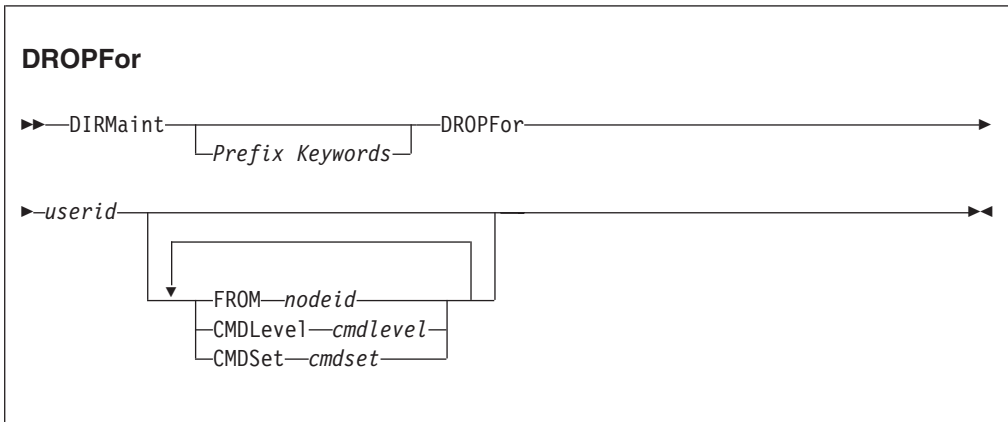 DROPFor
DIRMaint DROPFor
Prefix Keywords
userid
FROM nodeid
CMDLevel cmdlevel
CMDSet cmdset